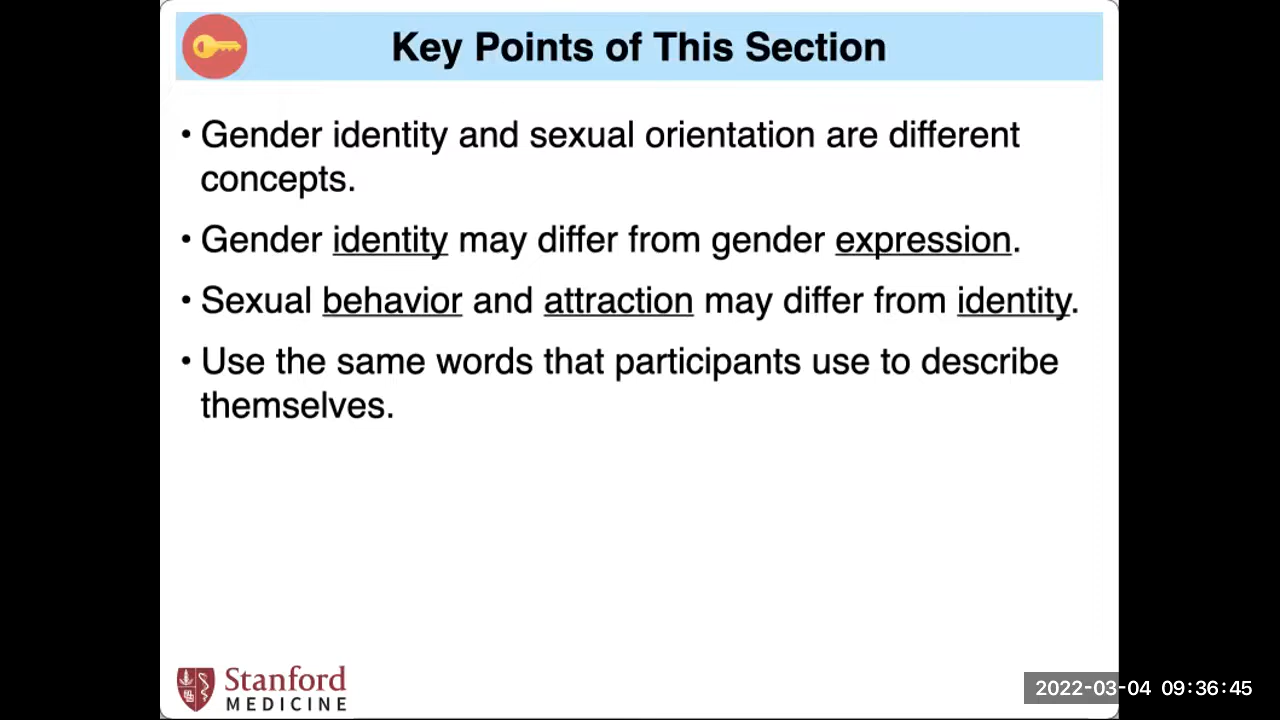 Key Points of This Section
• Gender identity and sexual orientation are different
concepts.
• Gender identity may differ from gender expression.
• Sexual behavior and attraction may differ from identity.
• Use the same words that participants use to describe
themselves.
Stanford
MEDICINE
2022-03-04 09:36:45